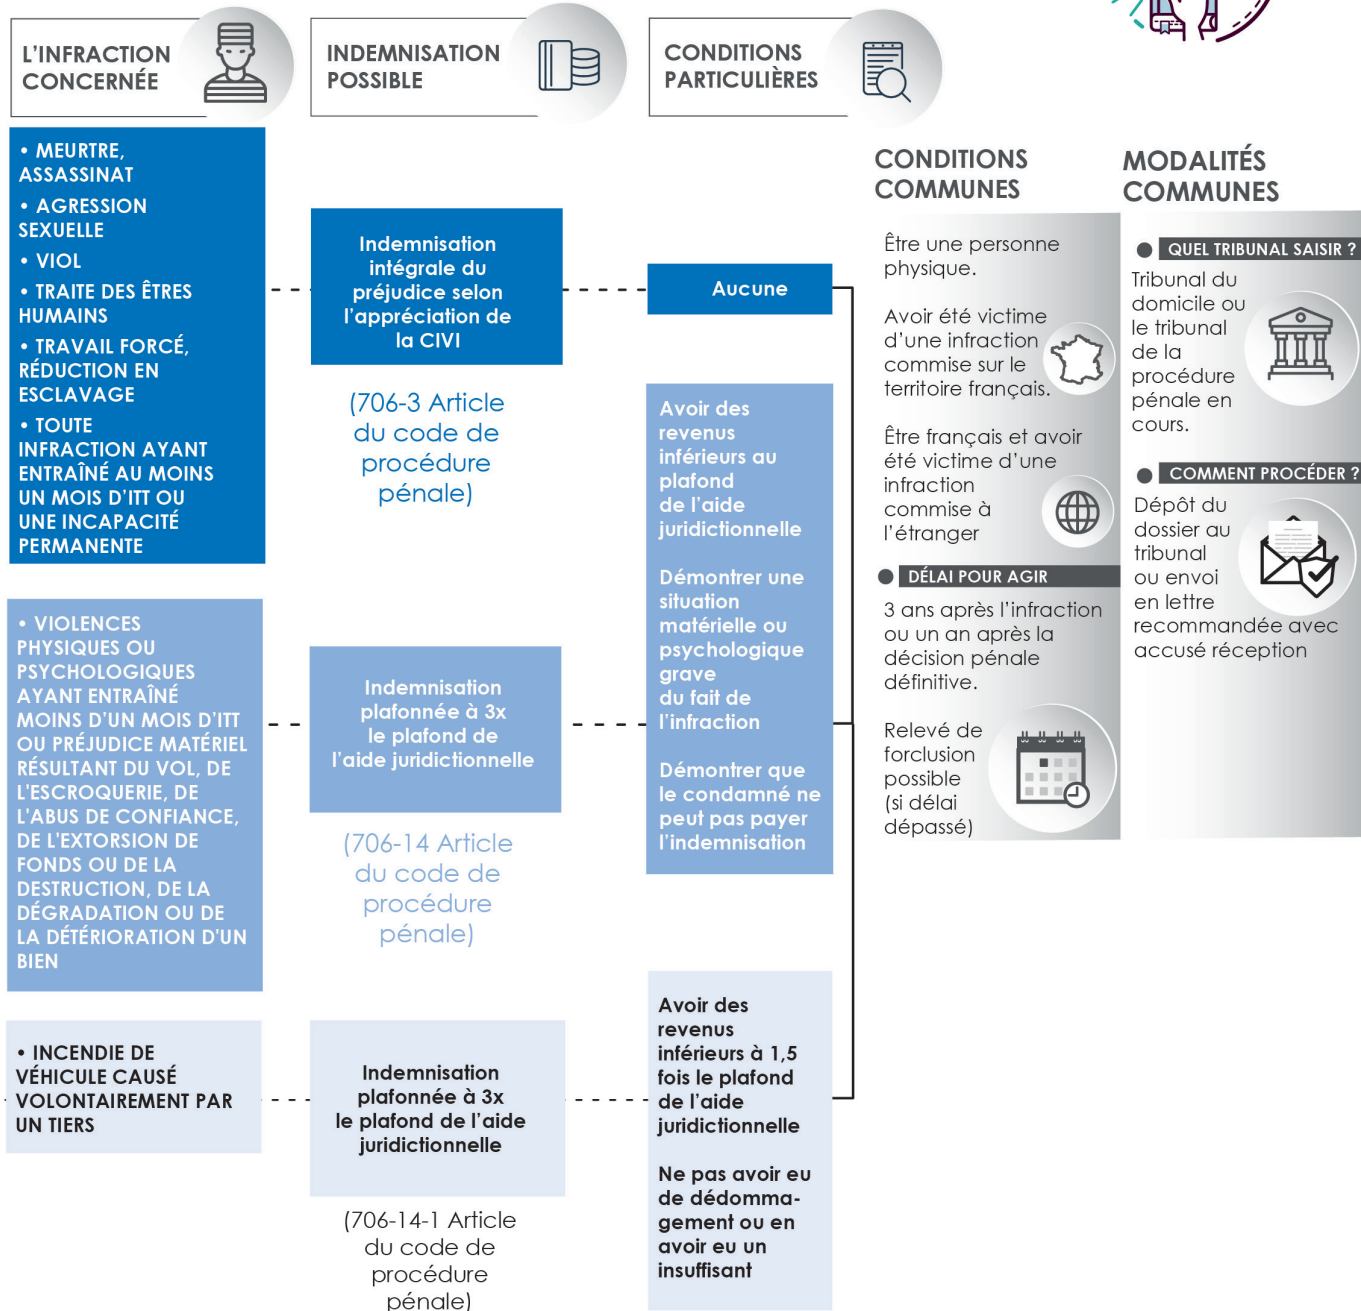 L'INFRACTION
CONCERNÉE
INDEMNISATION
POSSIBLE
CONDITIONS
PARTICULIÈRES
• MEURTRE,
ASSASSINAT
• AGRESSION
SEXUELLE
• VIOL
• TRAITE DES ÊTRES
HUMAINS
• TRAVAIL FORCÉ,
RÉDUCTION EN
ESCLAVAGE
• TOUTE
INFRACTION AYANT
ENTRAÎNÉ AU MOINS
UN MOIS D'ITT OU
UNE INCAPACITÉ
PERMANENTE
Indemnisation
intégrale du
préjudice selon
l'appréciation de
la CIVI
(706-3 Article
du code de
procédure
pénale)
Aucune
• VIOLENCES
PHYSIQUES OU
PSYCHOLOGIQUES
AYANT ENTRAÎNÉ
MOINS D'UN MOIS D'ITT
OU PRÉJUDICE MATÉRIEL
RÉSULTANT DU VOL, DE
L'ESCROQUERIE, DE
L'ABUS DE CONFIANCE,
DE L'EXTORSION DE
FONDS OU DE LA
DESTRUCTION, DE LA
DÉGRADATION OU DE
LA DÉTÉRIORATION D'UN
BIEN
Indemnisation
plafonnée à 3x
le plafond de
l'aide juridictionnelle
(706-14 Article
du code de
procédure
pénale)
Avoir des
revenus
inférieurs au
plafond
de l'aide
juridictionnelle
Démontrer une
situation
matérielle ou
psychologique
grave
du fait de
l'infraction
Démontrer que
le condamné ne
peut pas payer
l'indemnisation
• INCENDIE DE
VÉHICULE CAUSÉ
VOLONTAIREMENT PAR
UN TIERS
Indemnisation
plafonnée à 3x
le plafond de l'aide
juridictionnelle
(706-14-1 Article
du code de
procédure
pénale)
Avoir des
revenus
inférieurs à 1,5
fois le plafond
de l'aide
juridictionnelle
Ne pas avoir eu
de dédomma-
gement ou en
avoir eu un
insuffisant
CONDITIONS
COMMUNES
Être une personne
physique.
Avoir été victime
d'une infraction
commise sur le
territoire français.
Être français et avoir
été victime d'une
infraction
commise à
l'étranger
● DÉLAI POUR AGIR
3 ans après l'infraction
ou un an après la
décision pénale
définitive.
Relevé de
forclusion
possible
(si délai
dépassé)
MODALITÉS
COMMUNES
● QUEL TRIBUNAL SAISIR ?
Tribunal du
domicile ou
le tribunal
de la
procédure
pénale en
cours.
● COMMENT PROCÉDER ?
Dépôt du
dossier au
tribunal
ou envoi
en lettre
recommandée avec
accusé réception